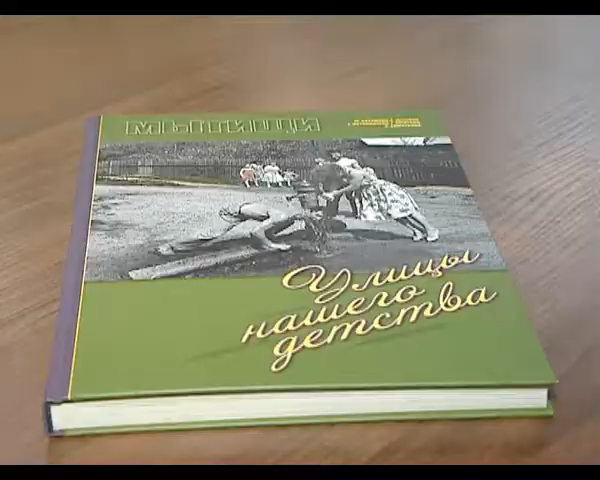 МЫТИЩИ
Улицы
нашего
детства